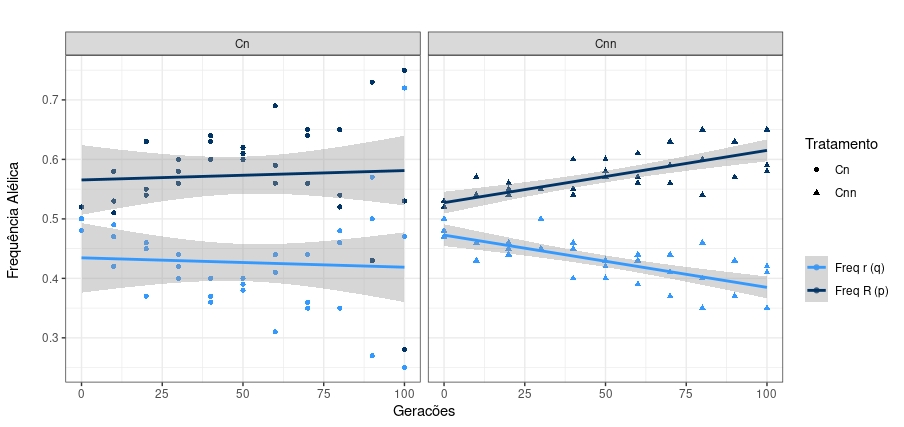 Cn
Cnn
Frequência Alélica
0.7
0.6
0.5
0.4
0.3
0
25
50
75
100
0
25
50
75
100
Gerações
Tratamento
Cn
Cnn
Freq r (q)
Freq R (p)